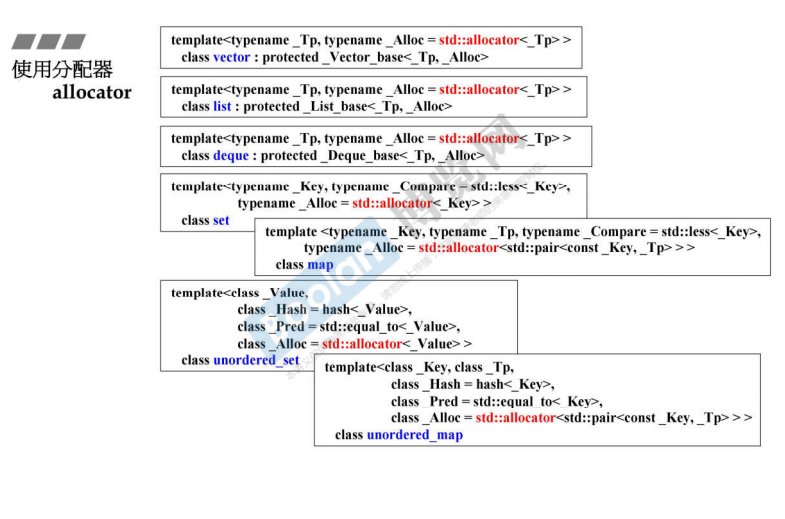 使用分配器
allocator
template<typename _Tp, typename _Alloc = std::allocator<_Tp> >
class vector : protected _Vector_base<_Tp, _Alloc>
template<typename _Tp, typename _Alloc = std::allocator<_Tp> >
class list : protected _List_base<_Tp, _Alloc>
template<typename _Tp, typename _Alloc = std::allocator<_Tp> >
class deque : protected _Deque_base<_Tp, _Alloc>
template<typename _Key, typename _Compare = std::less<_Key>,
typename _Alloc = std::allocator<_Key> >
class set
template <typename _Key, typename _Tp, typename _Compare = std::less<_Key>,
typename _Alloc = std::allocator<std::pair<const _Key, _Tp> > >
class map
template<class _Value,
class _Hash = hash<_Value>,
class _Pred = std::equal_to<_Value>,
class _Alloc = std::allocator<_Value> >
class unordered_set
template<class _Key, class _Tp,
class _Hash = hash<_Key>,
class _Pred = std::equal_to<_Key>,
class _Alloc = std::allocator<std::pair<const _Key, _Tp> > >
class unordered_map
Boolan
博览网